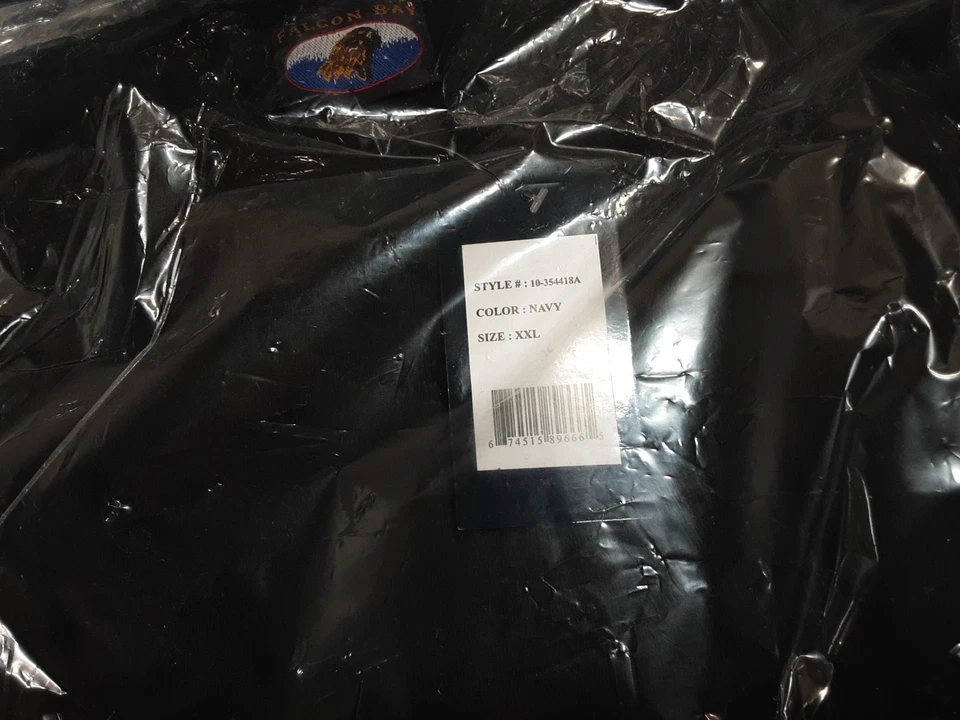 FALCON BAY
STYLE # : 10-354418A
COLOR : NAVY
SIZE : XXL
6 74515 89666 5